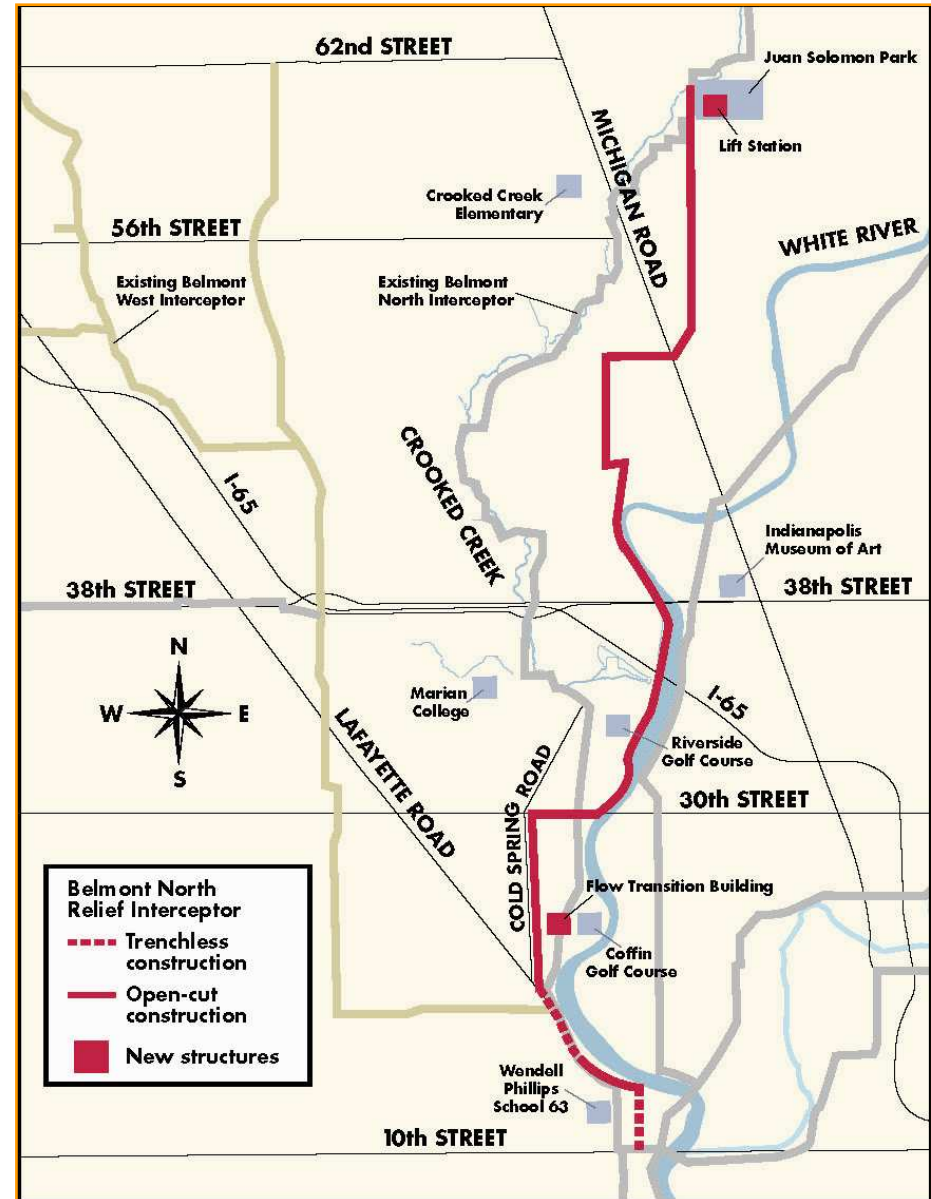 62nd STREET
Juan Solomon Park
Lift Station
MICHIGAN ROAD
Crooked Creek
Elementary
56th STREET
WHITE RIVER
Existing Belmont
West Interceptor
Existing Belmont
North Interceptor
CROOKED CREEK
I-65
Indianapolis
Museum of Art
38th STREET
38th STREET
N
W
E
S
Marian
College
I-65
LAFAYETTE ROAD
Riverside
Golf Course
COLD SPRING ROAD
30th STREET
Belmont North
Relief Interceptor
Trenchless
construction
Open-cut
construction
New structures
Flow Transition Building
Coffin
Golf Course
Wendell
Phillips
School 63
10th STREET